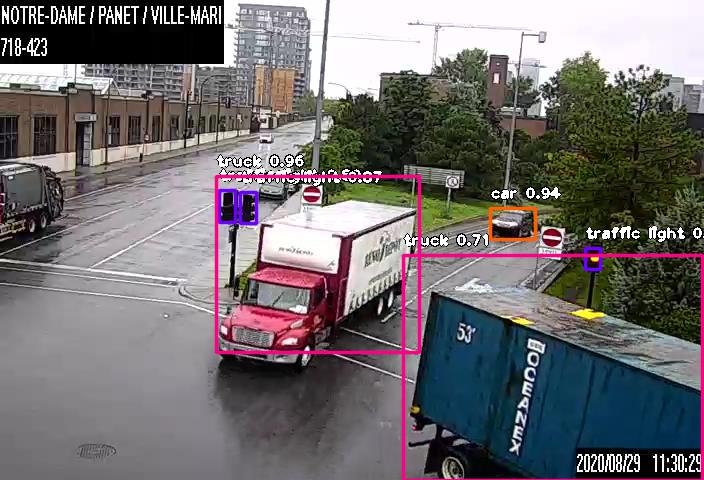 NOTRE-DAME / PANET / VILLE-MARI
718-423
truck 0.96
car 0.94
truck 0.71
traffic light 0.
53'
OCEANEX
2020/08/29 11:30:29